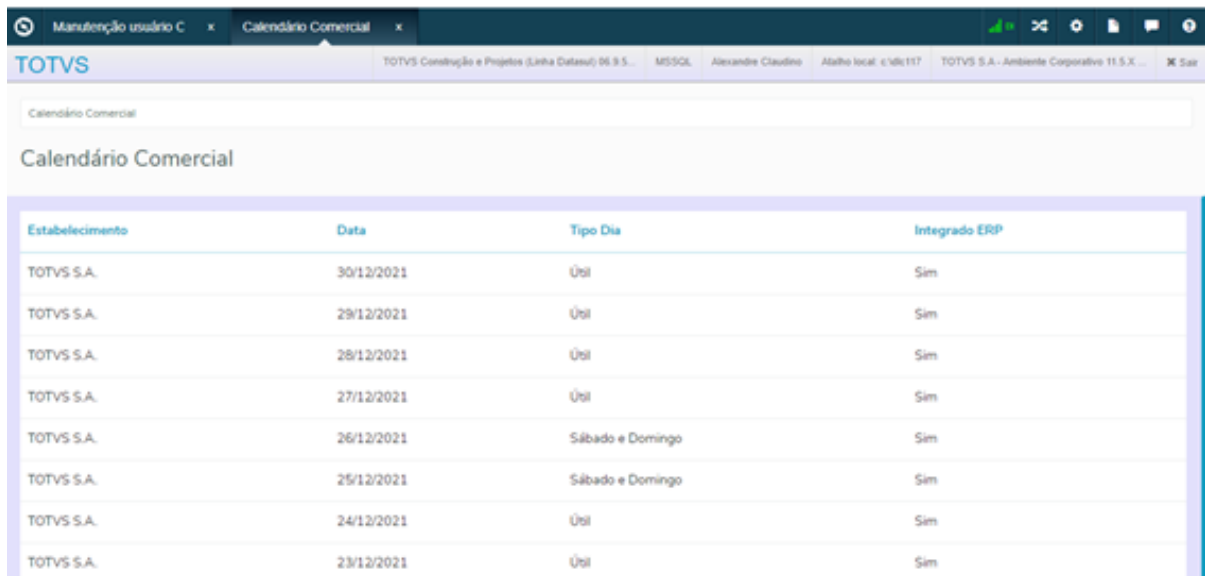 Manutenção usuário C x Calendário Comercial x
TOTVS TOTVS Construção e Projetos (Linha Datasul) 06.9.5... MSSQL Alexandre Claudino Atalho local: c:\dlc117 TOTVS S.A - Ambiente Corporativo 11.5.X ... Sair
Calendário Comercial
Calendário Comercial
Estabelecimento Data Tipo Dia Integrado ERP
TOTVS S.A. 30/12/2021 Útil Sim
TOTVS S.A. 29/12/2021 Útil Sim
TOTVS S.A. 28/12/2021 Útil Sim
TOTVS S.A. 27/12/2021 Útil Sim
TOTVS S.A. 26/12/2021 Sábado e Domingo Sim
TOTVS S.A. 25/12/2021 Sábado e Domingo Sim
TOTVS S.A. 24/12/2021 Útil Sim
TOTVS S.A. 23/12/2021 Útil Sim